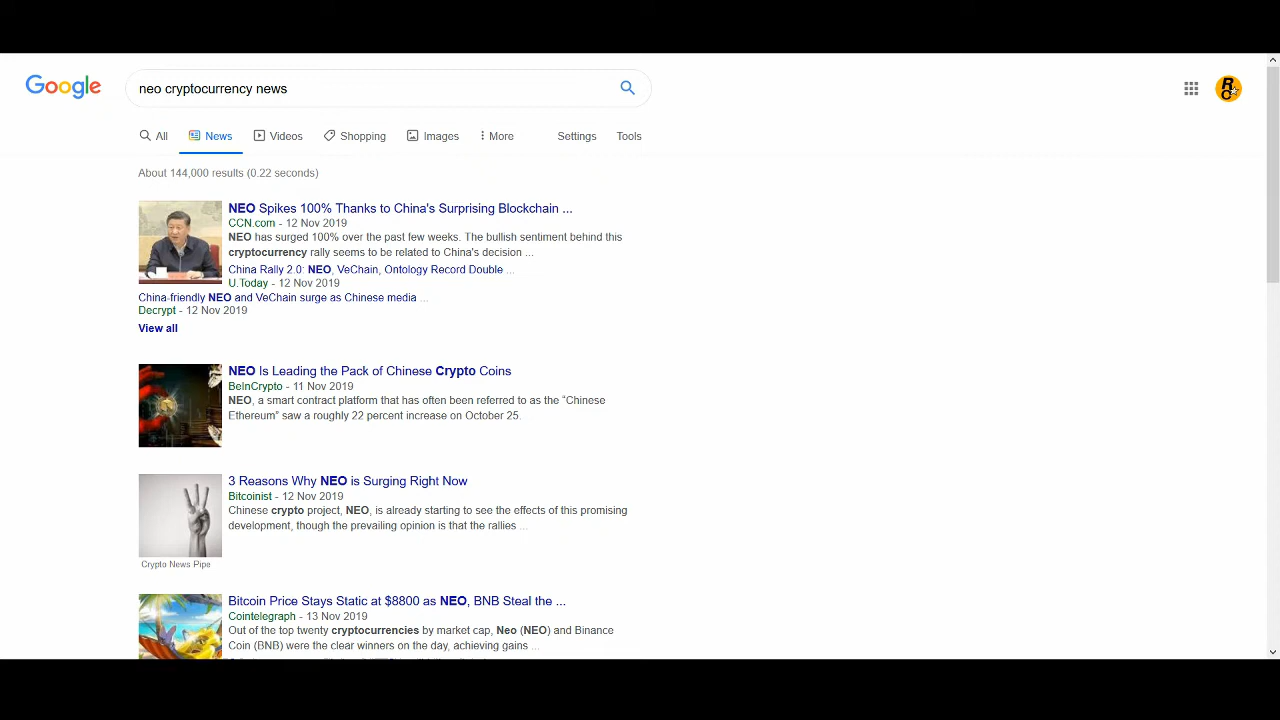 Google
neo cryptocurrency news
All News Videos Shopping Images More Settings Tools
About 144,000 results (0.22 seconds)
NEO Spikes 100% Thanks to China's Surprising Blockchain ...
CCN.com - 12 Nov 2019
NEO has surged 100% over the past few weeks. The bullish sentiment behind this
cryptocurrency rally seems to be related to China's decision ...
China Rally 2.0: NEO, VeChain, Ontology Record Double ...
U.Today - 12 Nov 2019
China-friendly NEO and VeChain surge as Chinese media ...
Decrypt - 12 Nov 2019
View all
NEO Is Leading the Pack of Chinese Crypto Coins
BeInCrypto - 11 Nov 2019
NEO, a smart contract platform that has often been referred to as the “Chinese
Ethereum” saw a roughly 22 percent increase on October 25.
3 Reasons Why NEO is Surging Right Now
Bitcoinist - 12 Nov 2019
Chinese crypto project, NEO, is already starting to see the effects of this promising
development, though the prevailing opinion is that the rallies ...
Crypto News Pipe
Bitcoin Price Stays Static at $8800 as NEO, BNB Steal the ...
Cointelegraph - 13 Nov 2019
Out of the top twenty cryptocurrencies by market cap, Neo (NEO) and Binance
Coin (BNB) were the clear winners on the day, achieving gains ...